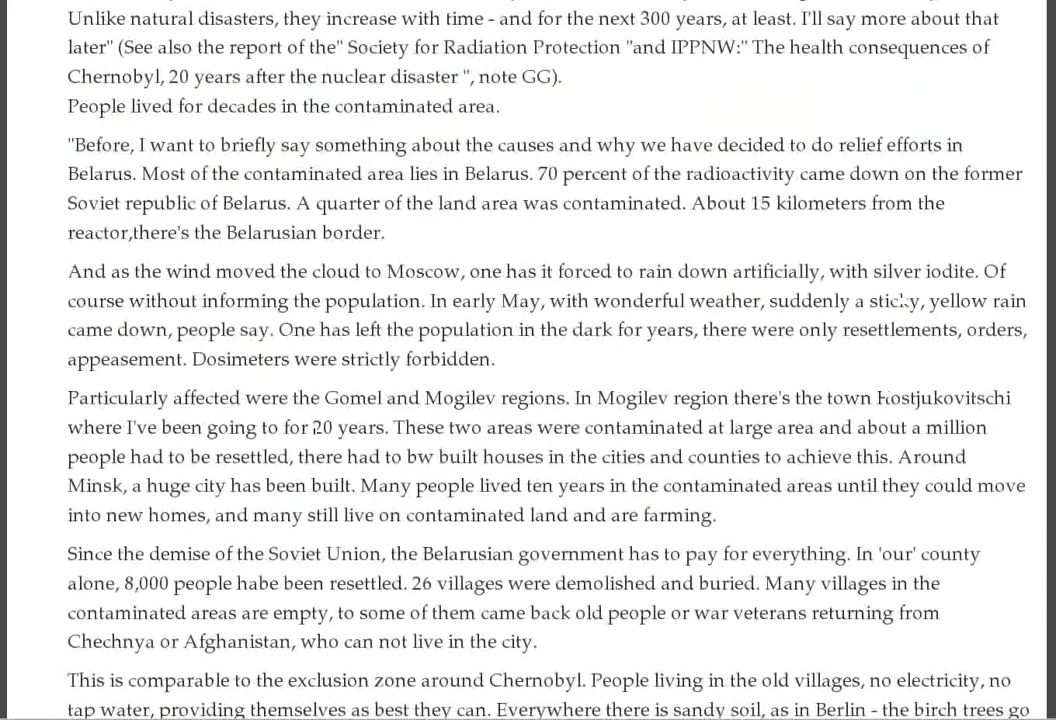 Unlike natural disasters, they increase with time - and for the next 300 years, at least. I'll say more about that
later" (See also the report of the" Society for Radiation Protection "and IPPNW:" The health consequences of
Chernobyl, 20 years after the nuclear disaster ", note GG).
People lived for decades in the contaminated area.
"Before, I want to briefly say something about the causes and why we have decided to do relief efforts in
Belarus. Most of the contaminated area lies in Belarus. 70 percent of the radioactivity came down on the former
Soviet republic of Belarus. A quarter of the land area was contaminated. About 15 kilometers from the
reactor,there's the Belarusian border.
And as the wind moved the cloud to Moscow, one has it forced to rain down artificially, with silver iodite. Of
course without informing the population. In early May, with wonderful weather, suddenly a sticky, yellow rain
came down, people say. One has left the population in the dark for years, there were only resettlements, orders,
appeasement. Dosimeters were strictly forbidden.
Particularly affected were the Gomel and Mogilev regions. In Mogilev region there's the town Kostjukovitschi
where I've been going to for 20 years. These two areas were contaminated at large area and about a million
people had to be resettled, there had to bw built houses in the cities and counties to achieve this. Around
Minsk, a huge city has been built. Many people lived ten years in the contaminated areas until they could move
into new homes, and many still live on contaminated land and are farming.
Since the demise of the Soviet Union, the Belarusian government has to pay for everything. In 'our' county
alone, 8,000 people habe been resettled. 26 villages were demolished and buried. Many villages in the
contaminated areas are empty, to some of them came back old people or war veterans returning from
Chechnya or Afghanistan, who can not live in the city.
This is comparable to the exclusion zone around Chernobyl. People living in the old villages, no electricity, no
tap water, providing themselves as best they can. Everywhere there is sandy soil, as in Berlin - the birch trees go